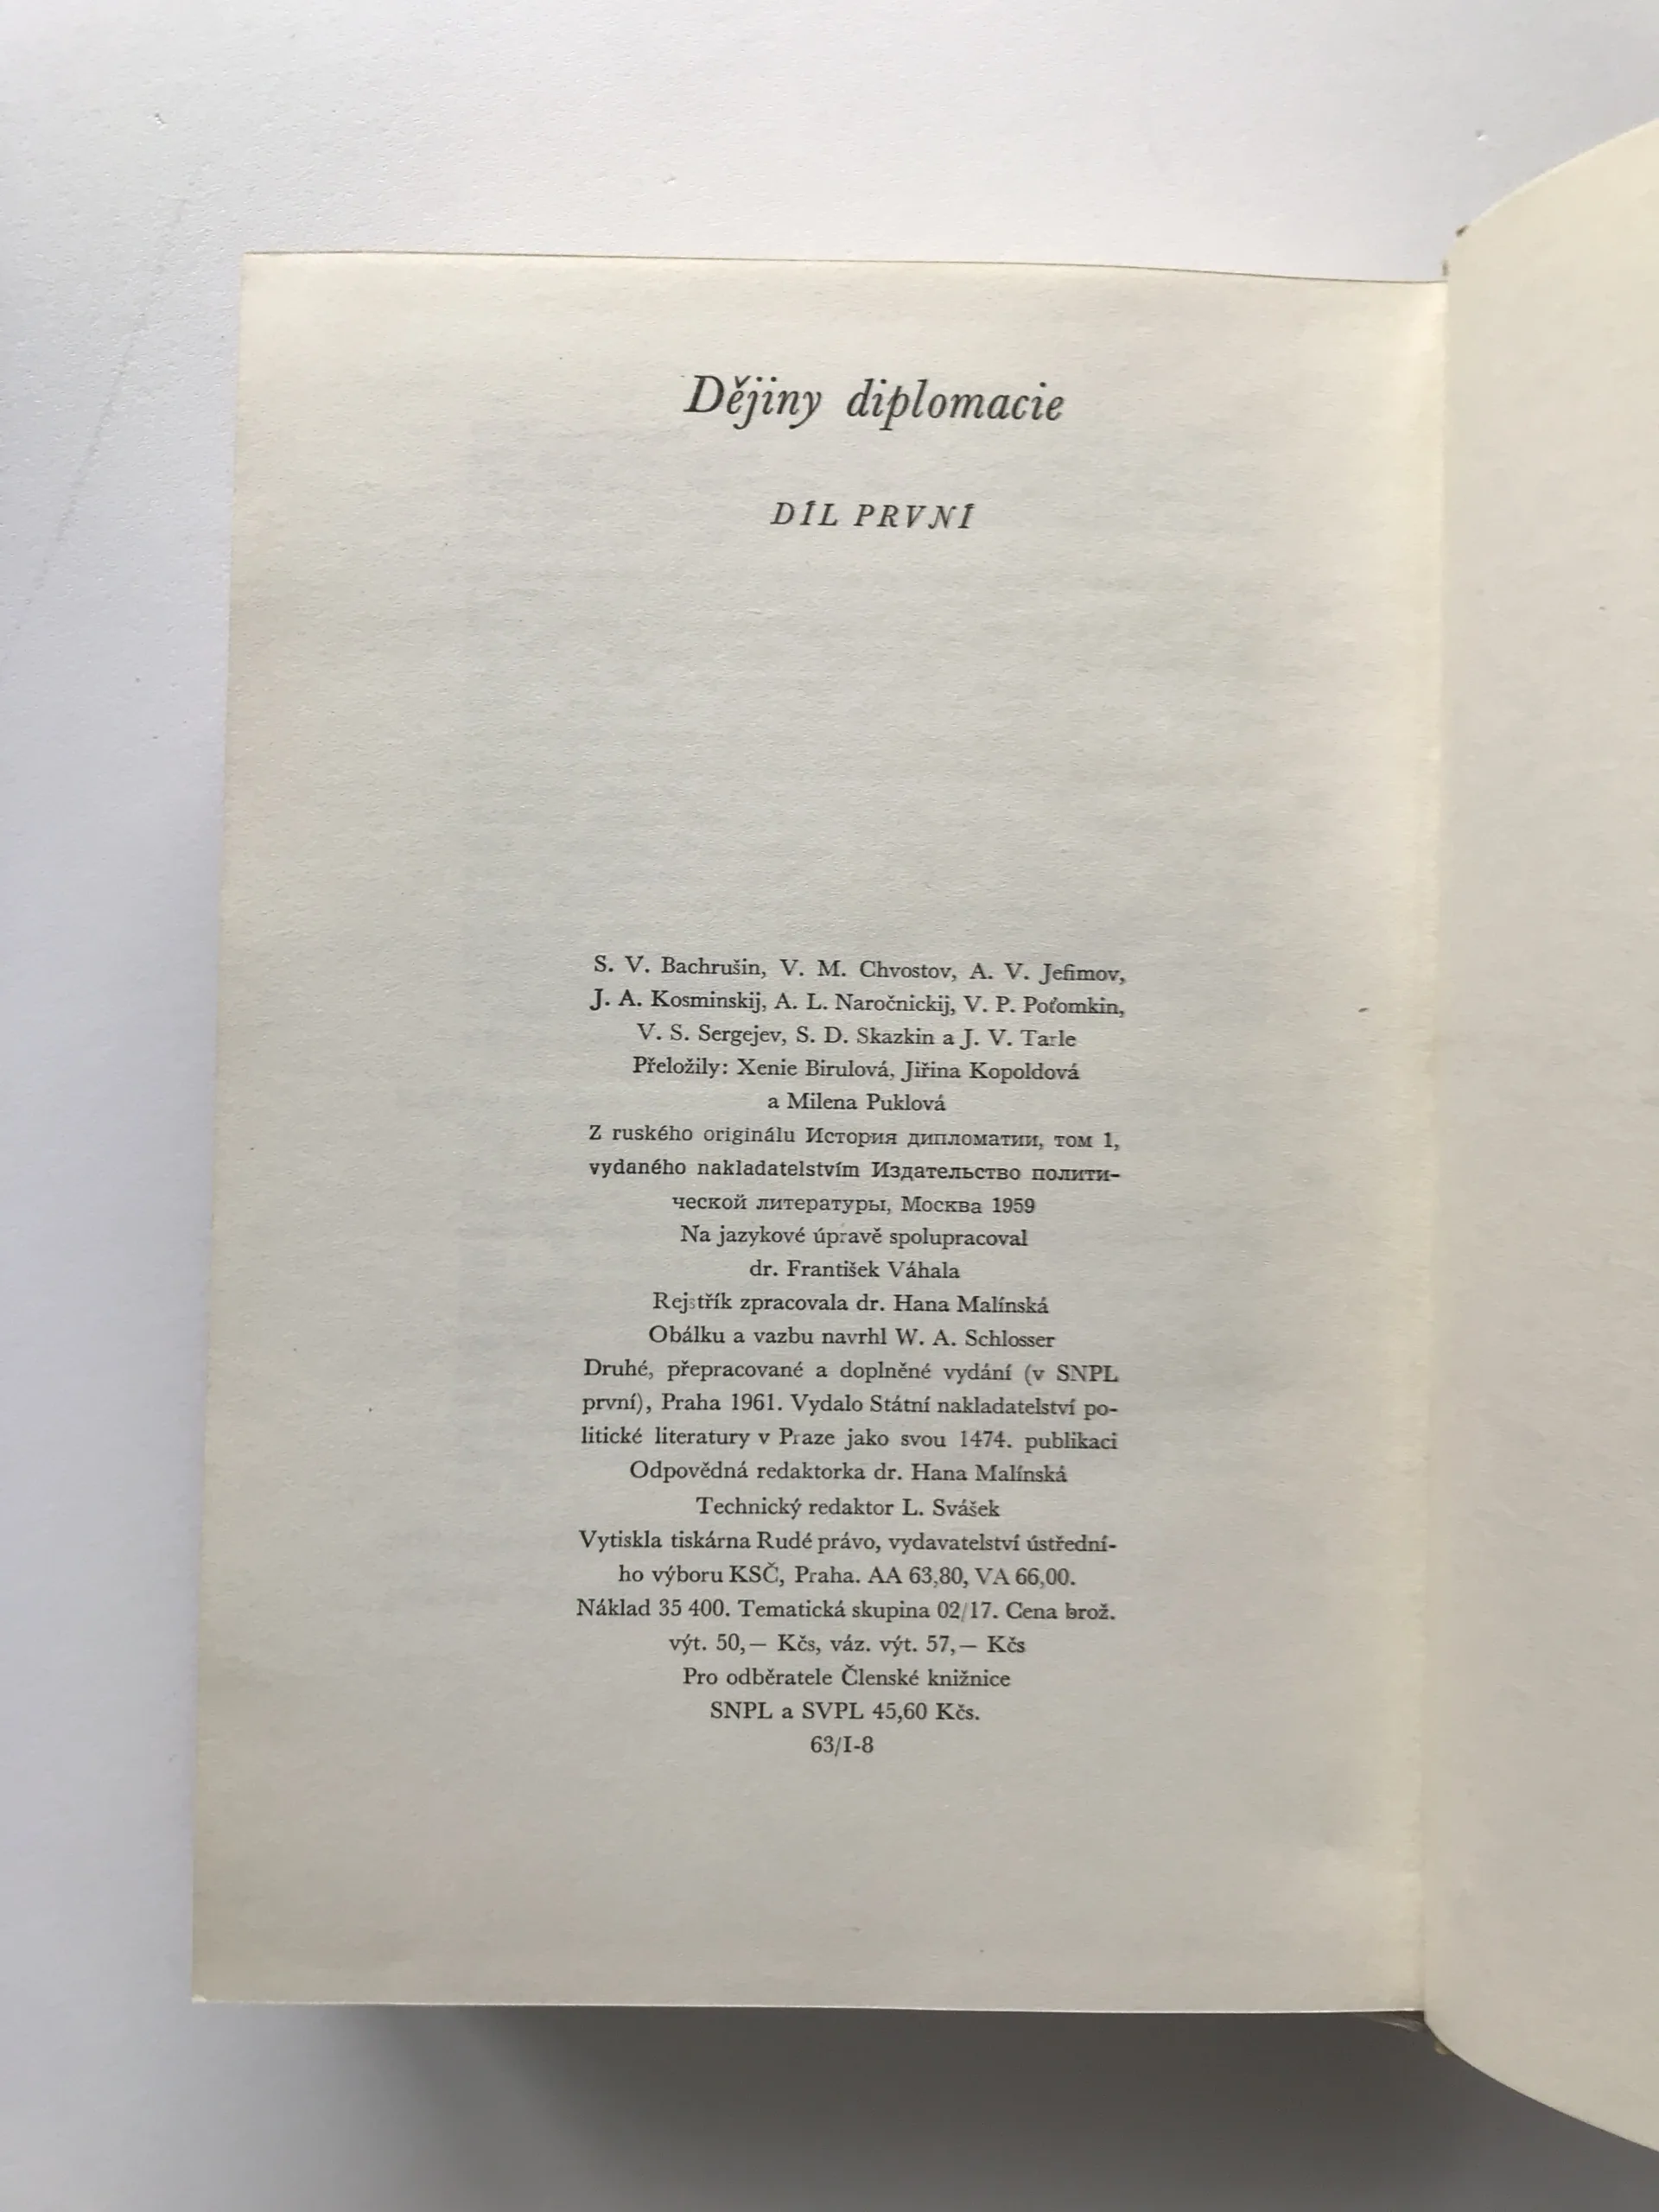 Dějiny diplomacie
DÍL PRVNÍ
S. V. Bachrušin, V. M. Chvostov, A. V. Jefimov,
J. A. Kosminskij, A. L. Naročnickij, V. P. Poťomkin,
V. S. Sergejev, S. D. Skazkin a J. V. Tarle
Přeložily: Xenie Birulová, Jiřina Kopoldová
a Milena Puklová
Z ruského originálu История дипломатии, том 1,
vydaného nakladatelstvím Издательство полити-
ческой литературы, Москва 1959
Na jazykové úpravě spolupracoval
dr. František Váhala
Rejstřík zpracovala dr. Hana Malínská
Obálku a vazbu navrhl W. A. Schlosser
Druhé, přepracované a doplněné vydání (v SNPL
první), Praha 1961. Vydalo Státní nakladatelství po-
litické literatury v Praze jako svou 1474. publikaci
Odpovědná redaktorka dr. Hana Malínská
Technický redaktor L. Svášek
Vytiskla tiskárna Rudé právo, vydavatelství ústřední-
ho výboru KSČ, Praha. AA 63,80, VA 66,00.
Náklad 35 400. Tematická skupina 02/17. Cena brož.
výt. 50,— Kčs, váz. výt. 57,— Kčs
Pro odběratele Členské knižnice
SNPL a SVPL 45,60 Kčs.
63/I-8